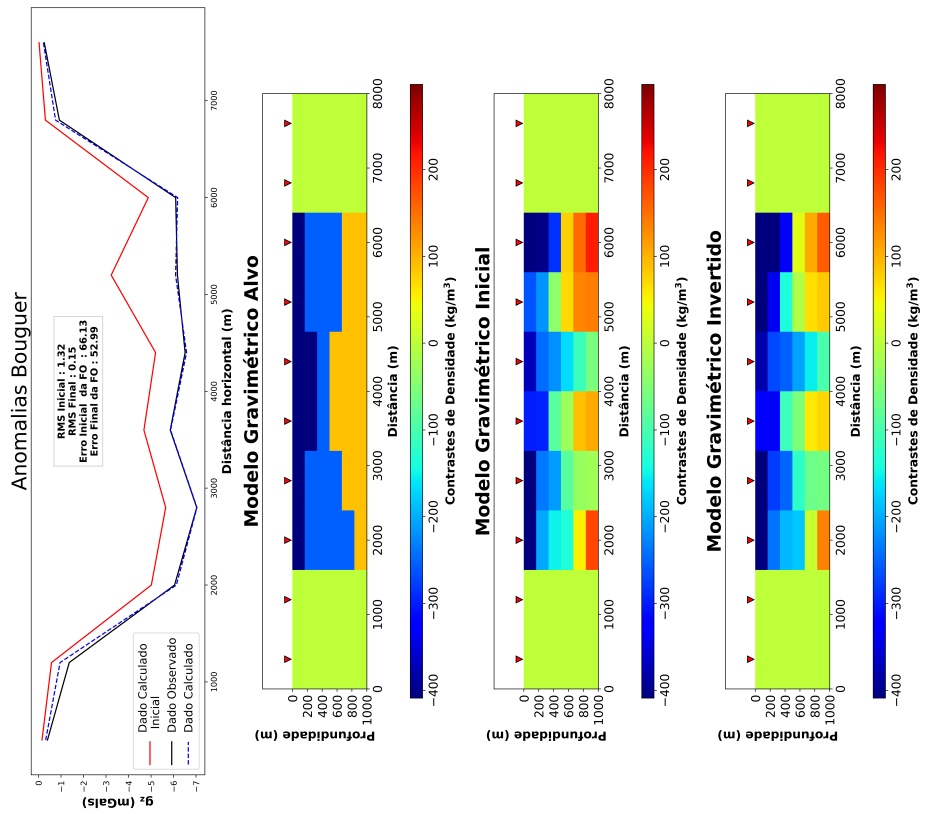 Anomalias Bouguer
RMS Inicial : 1.32
RMS Final : 0.15
Erro Inicial da FO : 66.13
Erro Final da FO : 52.99
g_z (mGals)
0
−1
−2
−3
−4
−5
−6
−7
Dado Calculado
Inicial
Dado Observado
Dado Calculado
1000 2000 3000 4000 5000 6000 7000
Distância horizontal (m)
Modelo Gravimétrico Alvo
Profundidade (m)
0
200
400
600
800
1000
0 1000 2000 3000 4000 5000 6000 7000 8000
Distância (m)
−400 −300 −200 −100 0 100 200
Contrastes de Densidade (kg/m³)
Modelo Gravimétrico Inicial
Profundidade (m)
0
200
400
600
800
1000
0 1000 2000 3000 4000 5000 6000 7000 8000
Distância (m)
−400 −300 −200 −100 0 100 200
Contrastes de Densidade (kg/m³)
Modelo Gravimétrico Invertido
Profundidade (m)
0
200
400
600
800
1000
0 1000 2000 3000 4000 5000 6000 7000 8000
Distância (m)
−400 −300 −200 −100 0 100 200
Contrastes de Densidade (kg/m³)